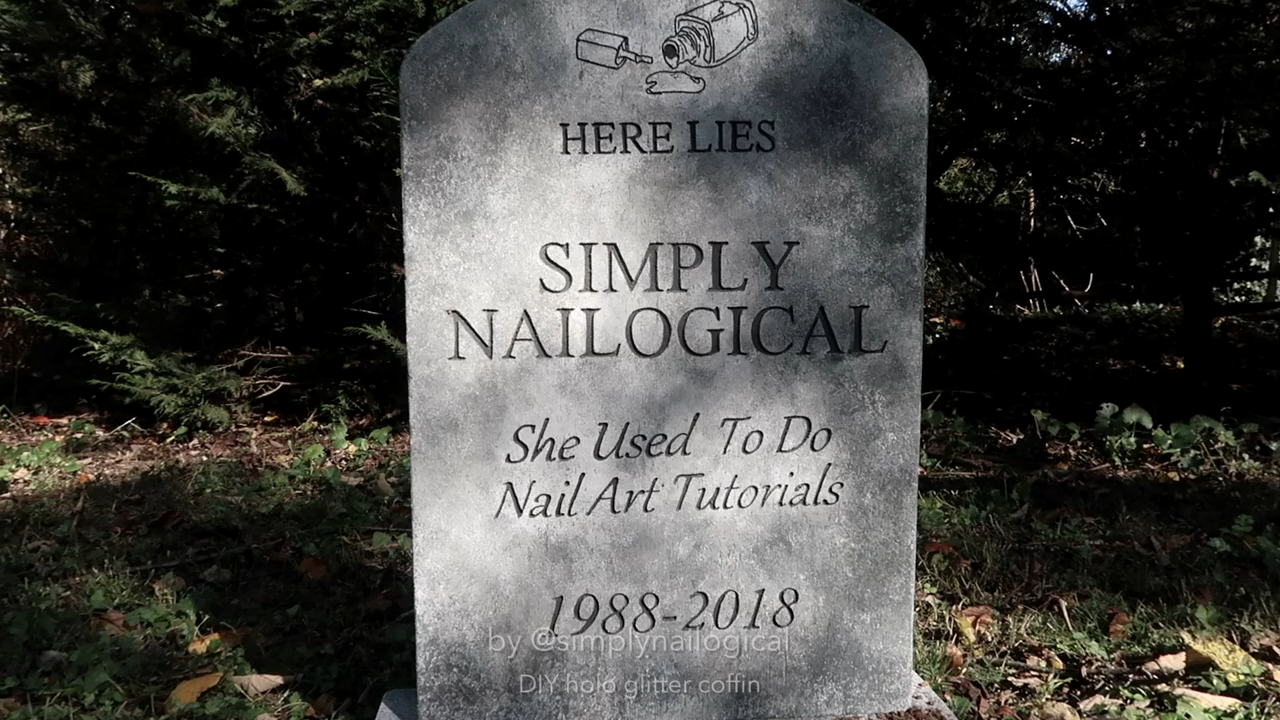 HERE LIES
SIMPLY
NAILOGICAL
She Used To Do
Nail Art Tutorials
1988-2018
by @simplynailogical
DIY holo glitter coffin